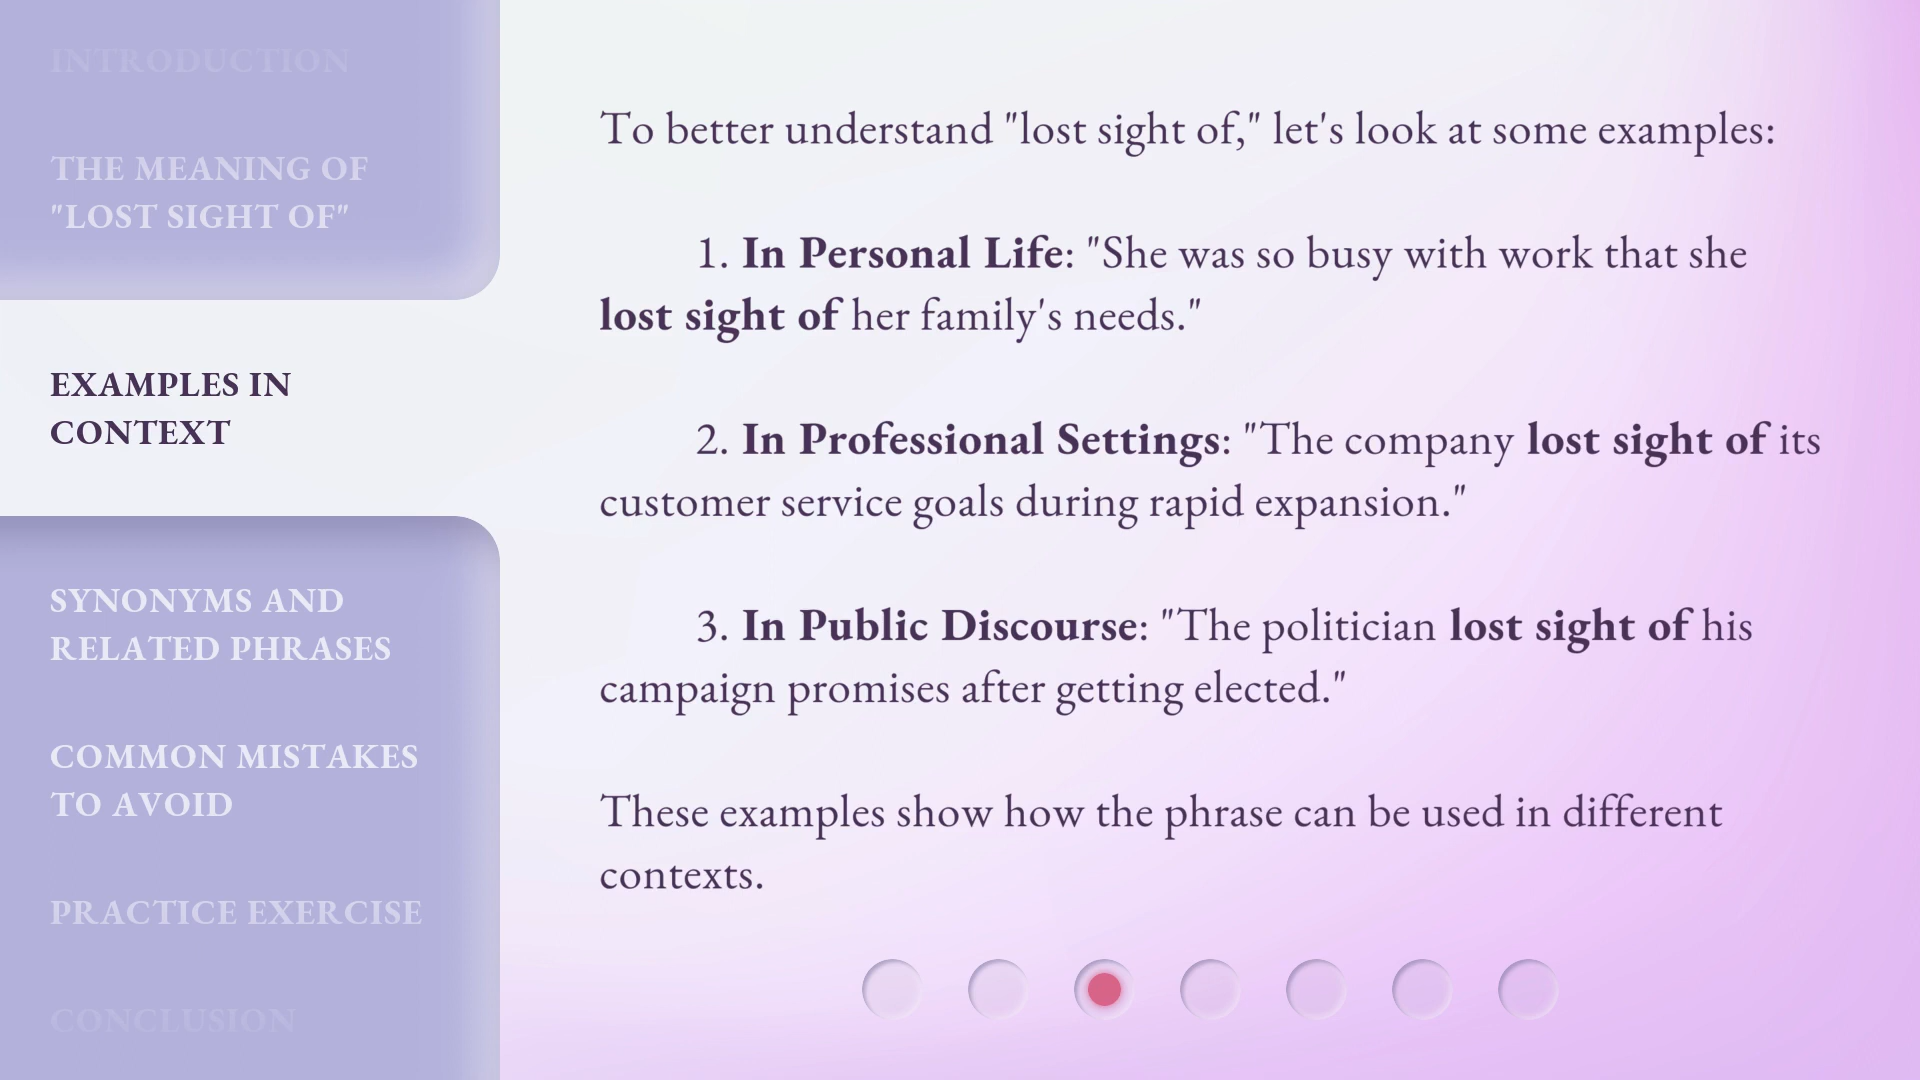 INTRODUCTION
THE MEANING OF
"LOST SIGHT OF"
EXAMPLES IN
CONTEXT
SYNONYMS AND
RELATED PHRASES
COMMON MISTAKES
TO AVOID
PRACTICE EXERCISE
CONCLUSION
To better understand "lost sight of," let's look at some examples:
1. In Personal Life: "She was so busy with work that she
lost sight of her family's needs."
2. In Professional Settings: "The company lost sight of its
customer service goals during rapid expansion."
3. In Public Discourse: "The politician lost sight of his
campaign promises after getting elected."
These examples show how the phrase can be used in different
contexts.